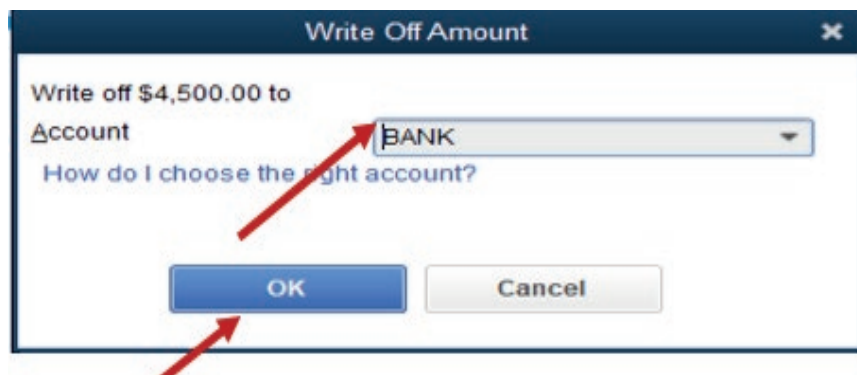 Write Off Amount
Write off $4,500.00 to
Account
BANK
How do I choose the right account?
OK
Cancel